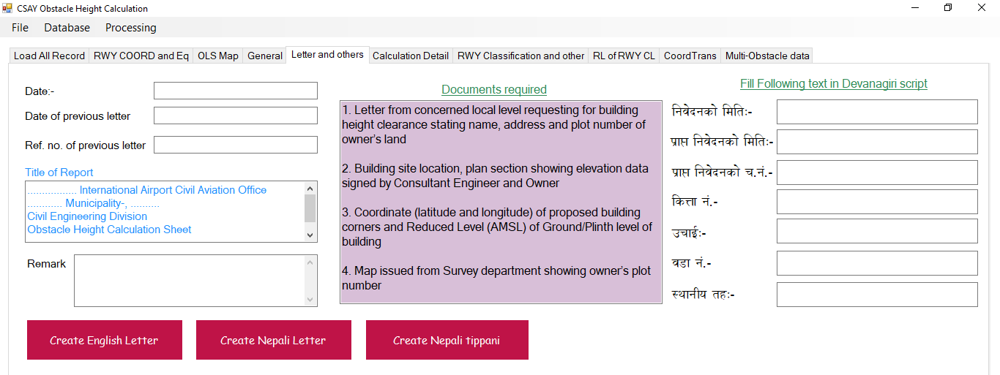 CSAY Obstacle Height Calculation
File Database Processing
Load All Record RWY COORD and Eq OLS Map General Letter and others Calculation Detail RWY Classification and other RL of RWY CL CoordTrans Multi-Obstacle data
Date:-
Date of previous letter
Ref. no. of previous letter
Title of Report
.................. International Airport Civil Aviation Office
............ Municipality-, ..........
Civil Engineering Division
Obstacle Height Calculation Sheet
Remark
Documents required
1. Letter from concerned local level requesting for building
height clearance stating name, address and plot number of
owner's land
2. Building site location, plan section showing elevation data
signed by Consultant Engineer and Owner
3. Coordinate (latitude and longitude) of proposed building
corners and Reduced Level (AMSL) of Ground/Plinth level of
building
4. Map issued from Survey department showing owner's plot
number
Fill Following text in Devanagiri script
निवेदनको मितिः-
प्राप्त निवेदनको मितिः-
प्राप्त निवेदनको च.नं.-
कित्ता नं.-
उचाईः-
वडा नं.-
स्थानीय तहः-
Create English Letter
Create Nepali Letter
Create Nepali tippani